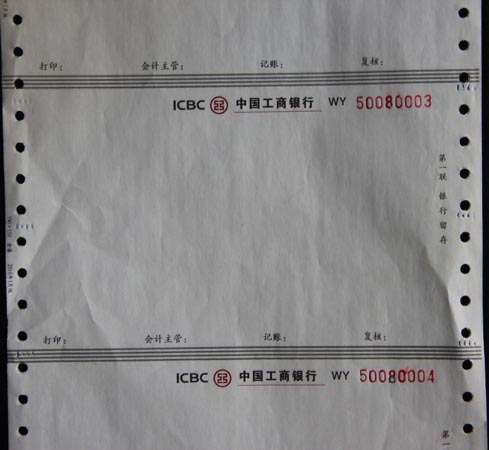 打印： 会计主管： 记账： 复核：
ICBC 中国工商银行 WY 50080003
第一联 银行留存
打印： 会计主管： 记账： 复核：
ICBC 中国工商银行 WY 50080004
第一